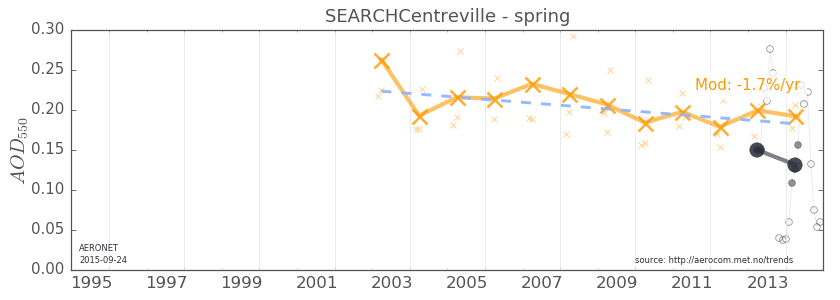 SEARCHCentreville - spring
0.30
0.25
0.20
0.15
0.10
0.05
0.00
AOD550
Mod: -1.7%/yr
AERONET
2015-09-24
source: http://aerocom.met.no/trends
1995 1997 1999 2001 2003 2005 2007 2009 2011 2013